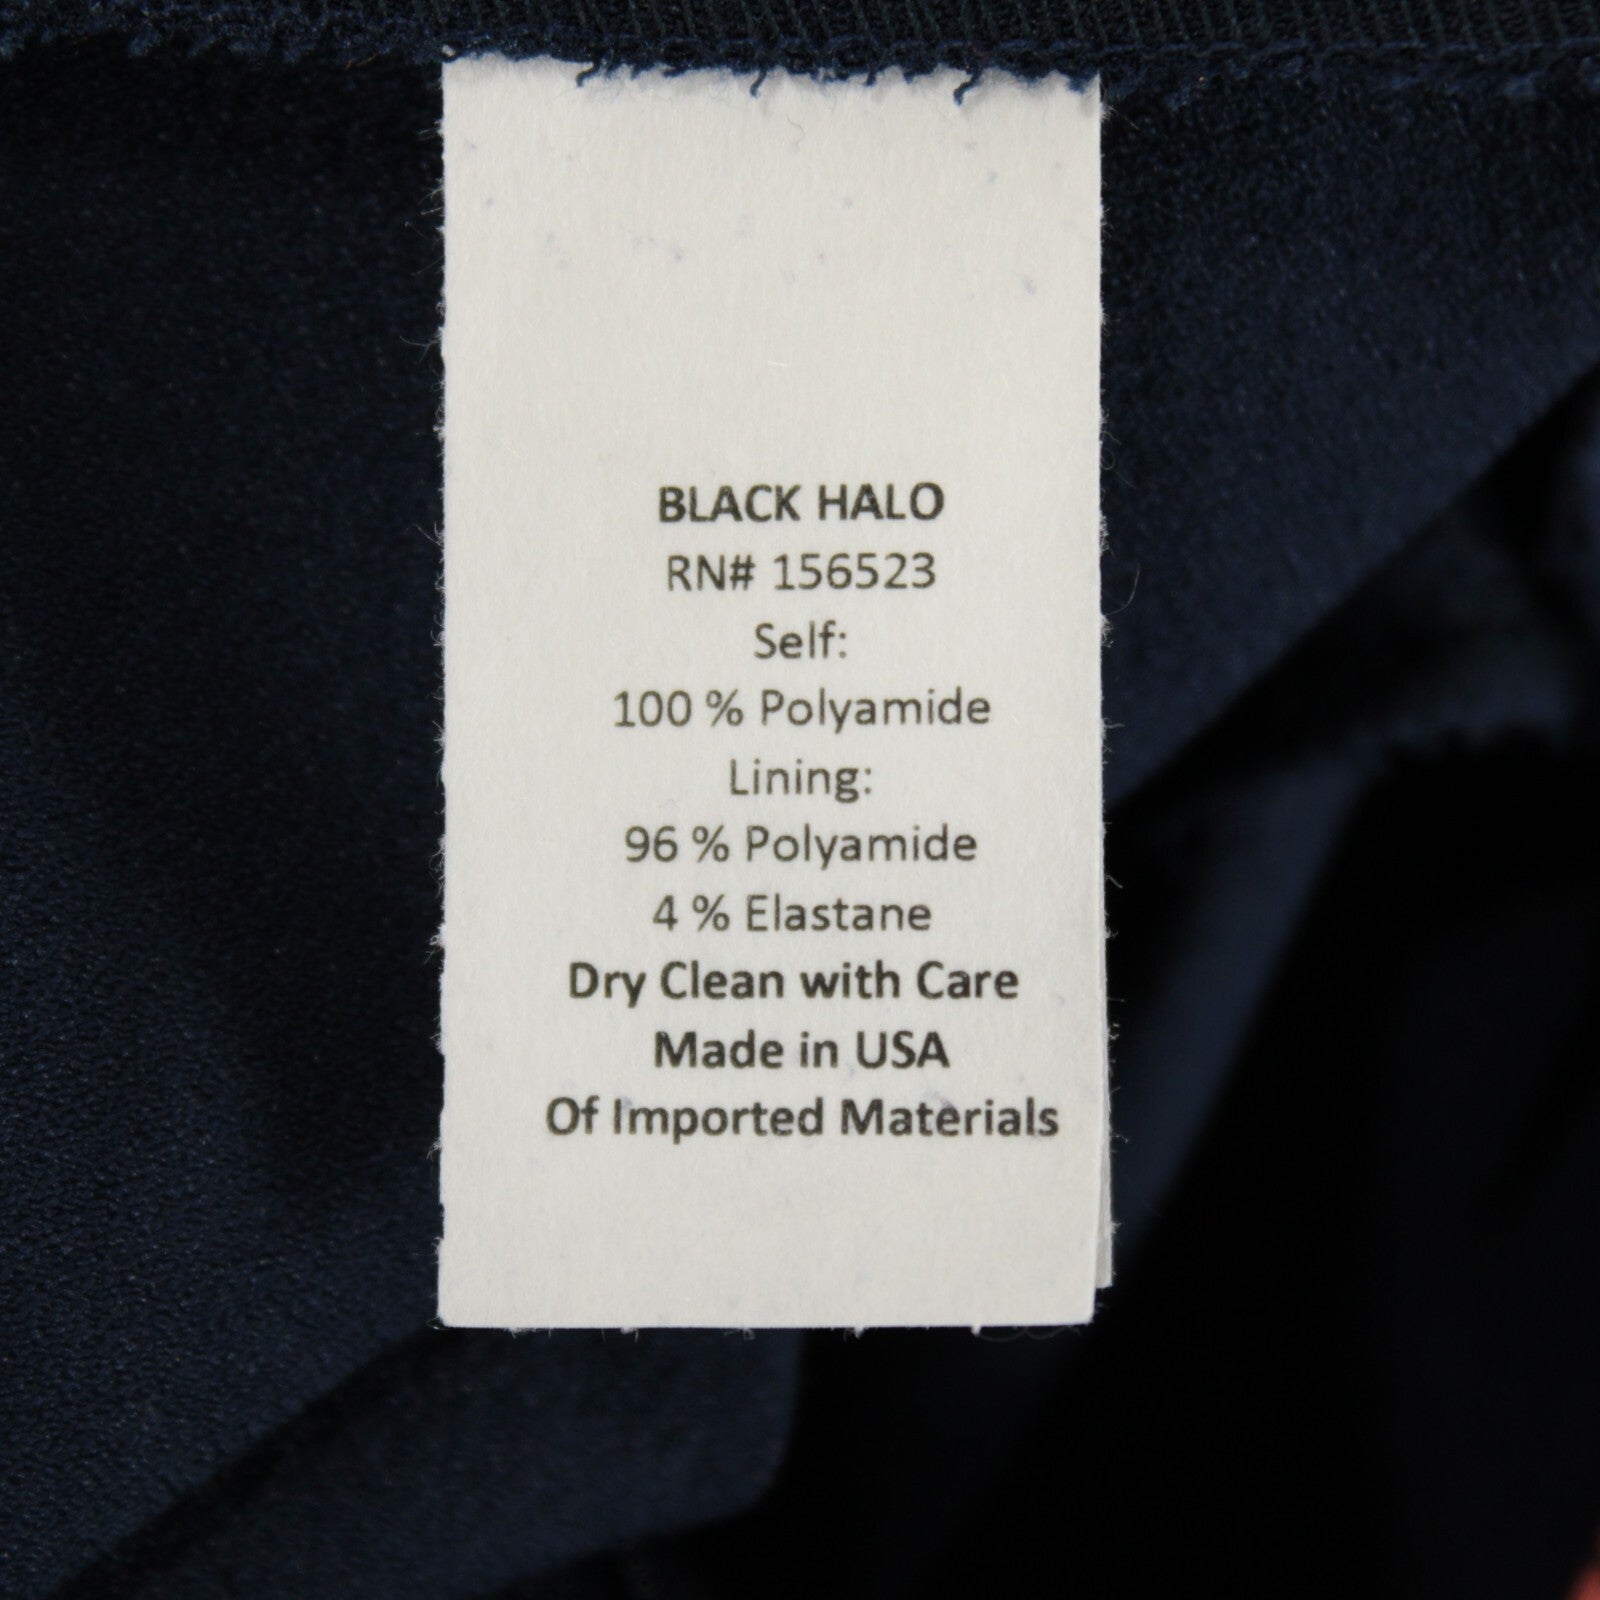 BLACK HALO
RN# 156523
Self:
100 % Polyamide
Lining:
96 % Polyamide
4 % Elastane
Dry Clean with Care
Made in USA
Of Imported Materials